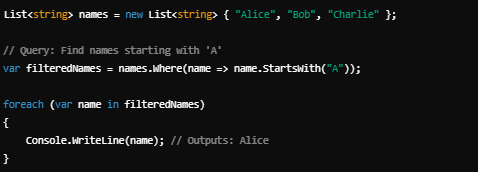 List<string> names = new List<string> { "Alice", "Bob", "Charlie" };
// Query: Find names starting with 'A'
var filteredNames = names.Where(name => name.StartsWith("A"));
foreach (var name in filteredNames)
{
    Console.WriteLine(name); // Outputs: Alice
}